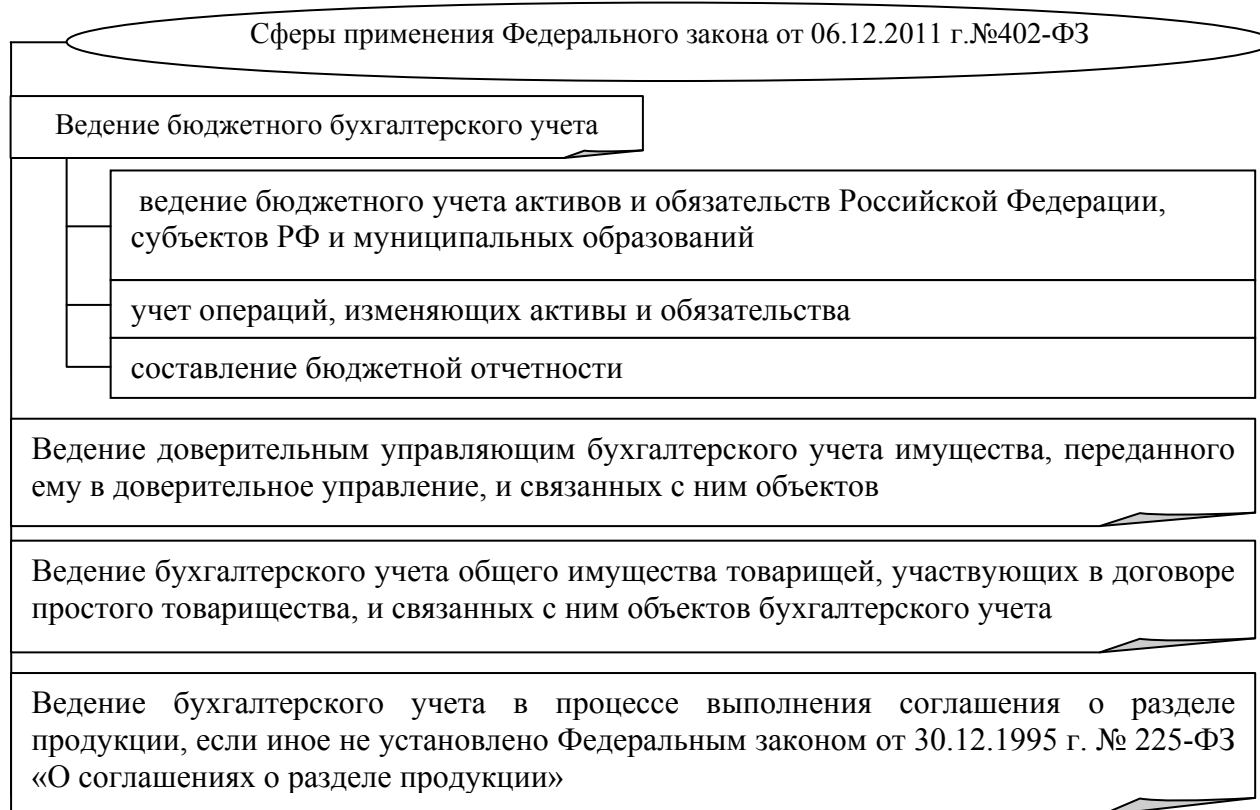 Сферы применения Федерального закона от 06.12.2011 г.№402-ФЗ
Ведение бюджетного бухгалтерского учета
ведение бюджетного учета активов и обязательств Российской Федерации,
субъектов РФ и муниципальных образований
учет операций, изменяющих активы и обязательства
составление бюджетной отчетности
Ведение доверительным управляющим бухгалтерского учета имущества, переданного
ему в доверительное управление, и связанных с ним объектов
Ведение бухгалтерского учета общего имущества товарищей, участвующих в договоре
простого товарищества, и связанных с ним объектов бухгалтерского учета
Ведение бухгалтерского учета в процессе выполнения соглашения о разделе
продукции, если иное не установлено Федеральным законом от 30.12.1995 г. № 225-ФЗ
«О соглашениях о разделе продукции»